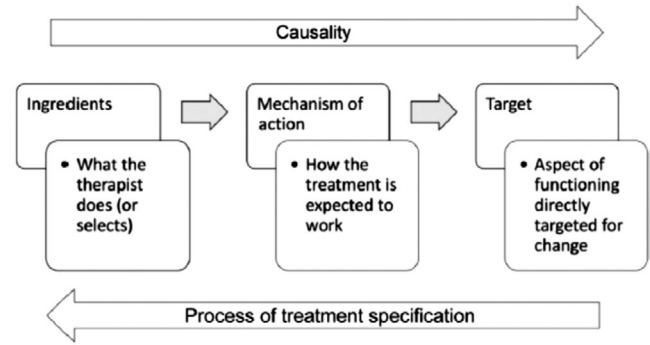 Causality
Ingredients
• What the
therapist
does (or
selects)
Mechanism of
action
• How the
treatment is
expected to
work
Target
• Aspect of
functioning
directly
targeted for
change
Process of treatment specification